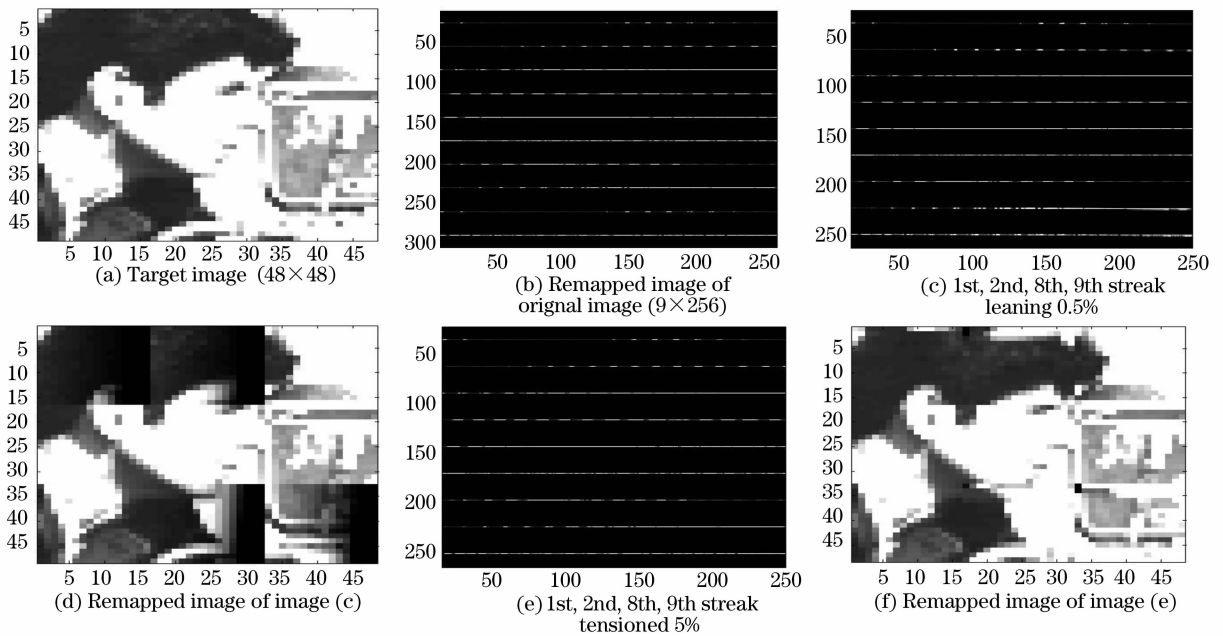 5
10
15
20
25
30
35
40
45
5 10 15 20 25 30 35 40 45
(a) Target image (48×48)
50
100
150
200
250
300
50 100 150 200 250
(b) Remapped image of
orignal image (9×256)
50
100
150
200
250
50 100 150 200 250
(c) 1st, 2nd, 8th, 9th streak
leaning 0.5%
5
10
15
20
25
30
35
40
45
5 10 15 20 25 30 35 40 45
(d) Remapped image of image (c)
50
100
150
200
250
50 100 150 200 250
(e) 1st, 2nd, 8th, 9th streak
tensioned 5%
5
10
15
20
25
30
35
40
45
5 10 15 20 25 30 35 40 45
(f) Remapped image of image (e)